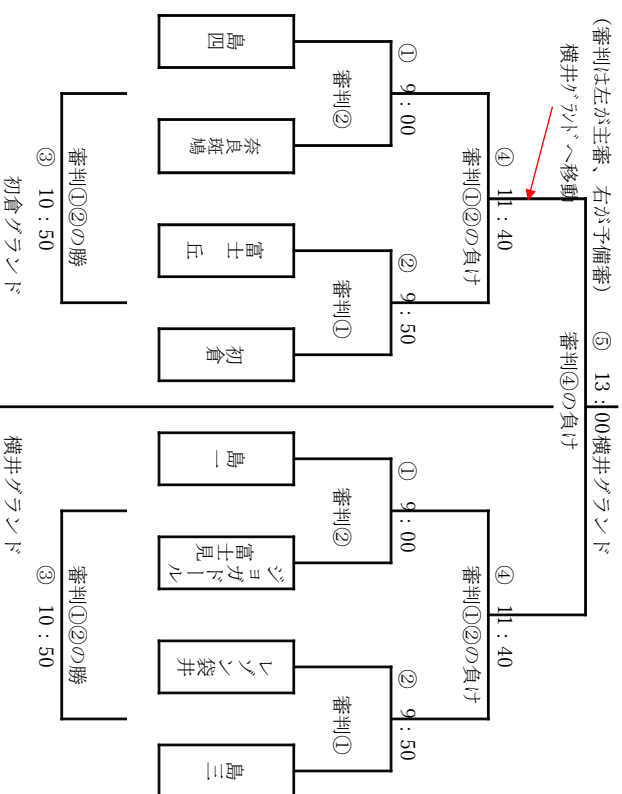 (審判は左が主審、右が予備審)
⑤ 13:00横井グランド
横井グランドへ移動
審判④の負け
④ 11:40
審判①②の負け
④ 11:40
審判①②の負け
① 9:00
審判②
② 9:50
審判①
① 9:00
審判②
② 9:50
審判①
島四
奈良斑鳩
富士丘
初倉
島一
ジョガドール
富士見
レゾン袋井
島三
審判①②の勝
③ 10:50
審判①②の勝
③ 10:50
初倉グランド
横井グランド